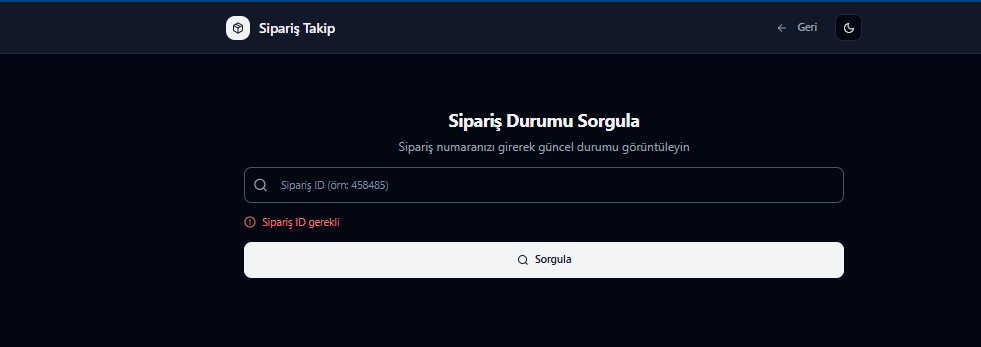 Sipariş Takip
Geri
Sipariş Durumu Sorgula
Sipariş numaranızı girerek güncel durumu görüntüleyin
Sipariş ID (örn: 458485)
Sipariş ID gerekli
Sorgula